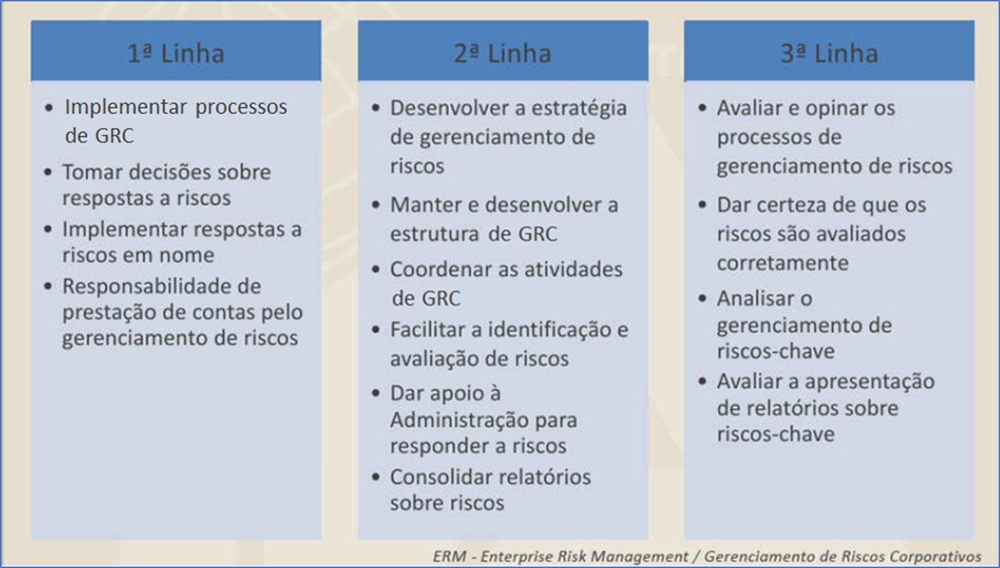 1ª Linha
• Implementar processos
de GRC
• Tomar decisões sobre
respostas a riscos
• Implementar respostas a
riscos em nome
• Responsabilidade de
prestação de contas pelo
gerenciamento de riscos
2ª Linha
• Desenvolver a estratégia
de gerenciamento de
riscos
• Manter e desenvolver a
estrutura de GRC
• Coordenar as atividades
de GRC
• Facilitar a identificação e
avaliação de riscos
• Dar apoio à
Administração para
responder a riscos
• Consolidar relatórios
sobre riscos
3ª Linha
• Avaliar e opinar os
processos de
gerenciamento de riscos
• Dar certeza de que os
riscos são avaliados
corretamente
• Analisar o
gerenciamento de
riscos-chave
• Avaliar a apresentação
de relatórios sobre
riscos-chave
ERM - Enterprise Risk Management / Gerenciamento de Riscos Corporativos